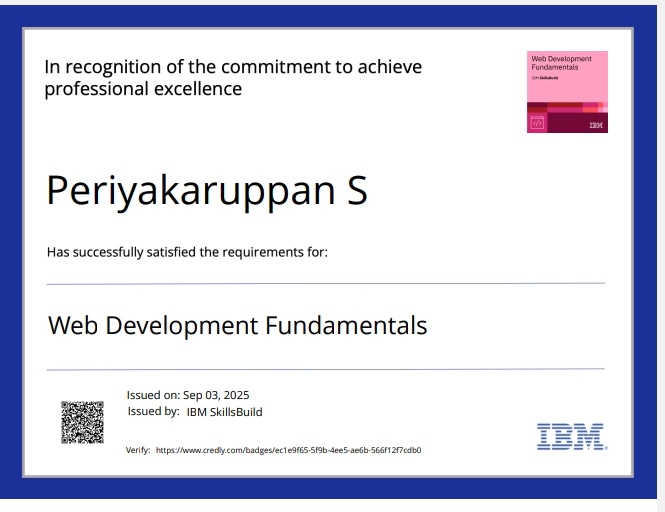 In recognition of the commitment to achieve
professional excellence
Web Development
Fundamentals
IBM SkillsBuild
IBM
Periyakaruppan S
Has successfully satisfied the requirements for:
Web Development Fundamentals
Issued on: Sep 03, 2025
Issued by: IBM SkillsBuild
Verify: https://www.credly.com/badges/ec1e9f65-5f9b-4ee5-ae6b-566f12f7cdb0
IBM®